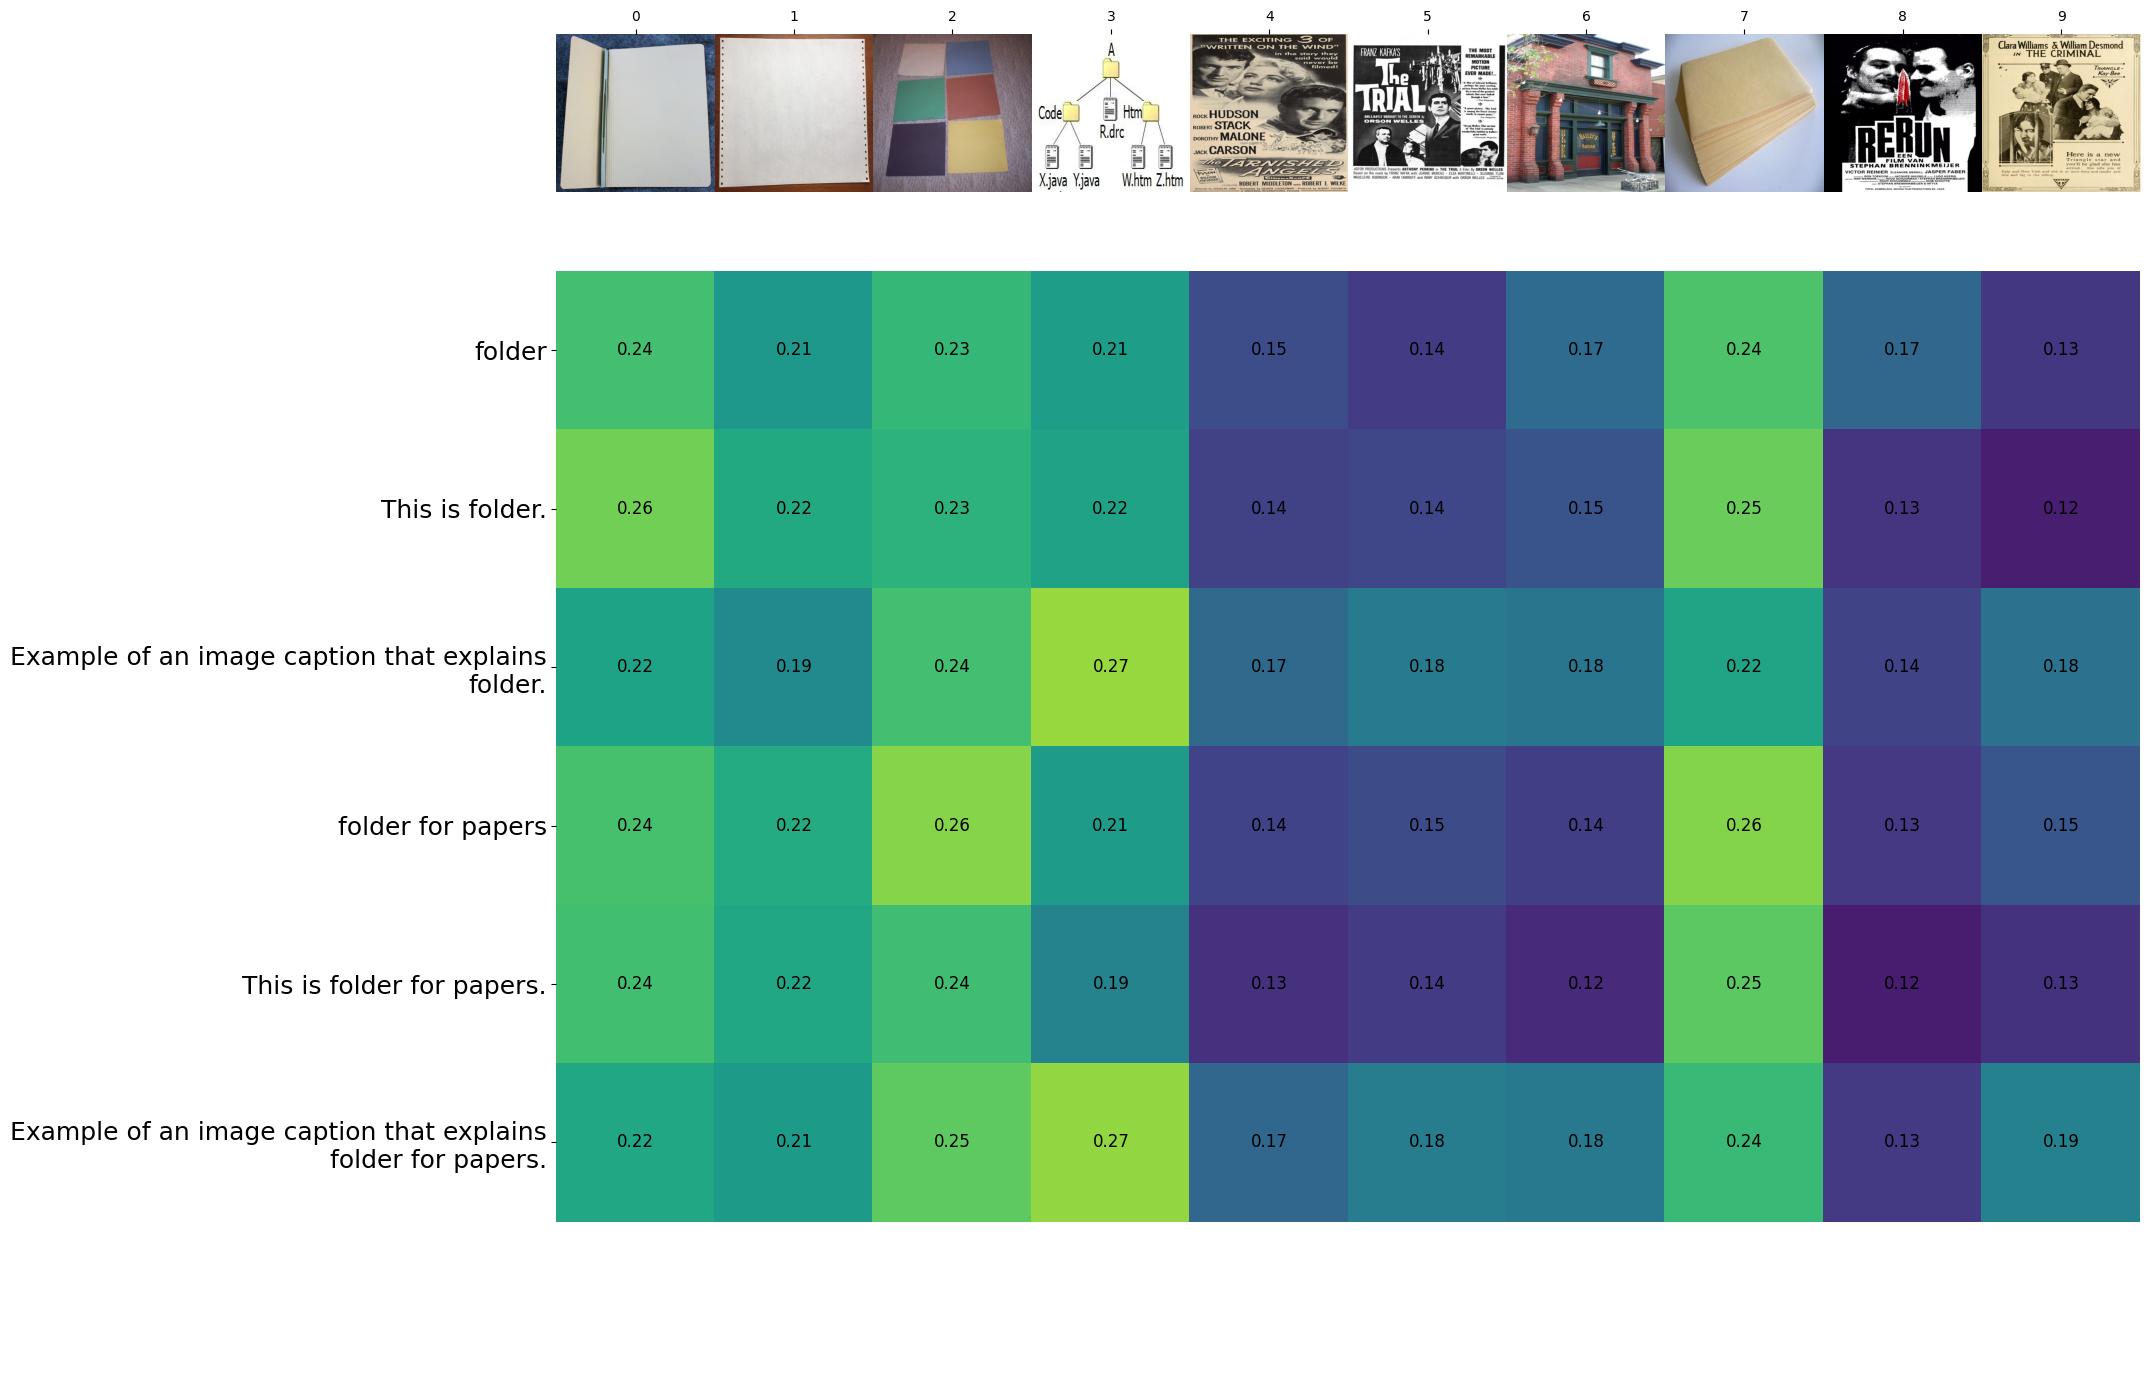 0 1 2 3 4 5 6 7 8 9
A
Code Htm
R.drc
X.java Y.java W.htm Z.htm
THE EXCITING 3 OF
"WRITTEN ON THE WIND"
in the story they
said would
never be
filmed!
ROCK HUDSON
ROBERT STACK
DOROTHY MALONE
JACK CARSON
The TARNISHED
ANGELS
ROBERT MIDDLETON
FRANZ KAFKA'S
The
TRIAL
THE MOST
REMARKABLE
MOTION
PICTURE
EVER MADE!
ORSON WELLES
RERUN
EEN
FILM VAN
STEPHAN BRENNINKMEIJER
VICTOR REINIER JASPER FABER
Clara Williams & William Desmond
IN THE CRIMINAL
TRIANGLE-
Kay-Bee
Here is a new
Triangle star and
folder 0.24 0.21 0.23 0.21 0.15 0.14 0.17 0.24 0.17 0.13
This is folder. 0.26 0.22 0.23 0.22 0.14 0.14 0.15 0.25 0.13 0.12
Example of an image caption that explains
folder. 0.22 0.19 0.24 0.27 0.17 0.18 0.18 0.22 0.14 0.18
folder for papers 0.24 0.22 0.26 0.21 0.14 0.15 0.14 0.26 0.13 0.15
This is folder for papers. 0.24 0.22 0.24 0.19 0.13 0.14 0.12 0.25 0.12 0.13
Example of an image caption that explains
folder for papers. 0.22 0.21 0.25 0.27 0.17 0.18 0.18 0.24 0.13 0.19